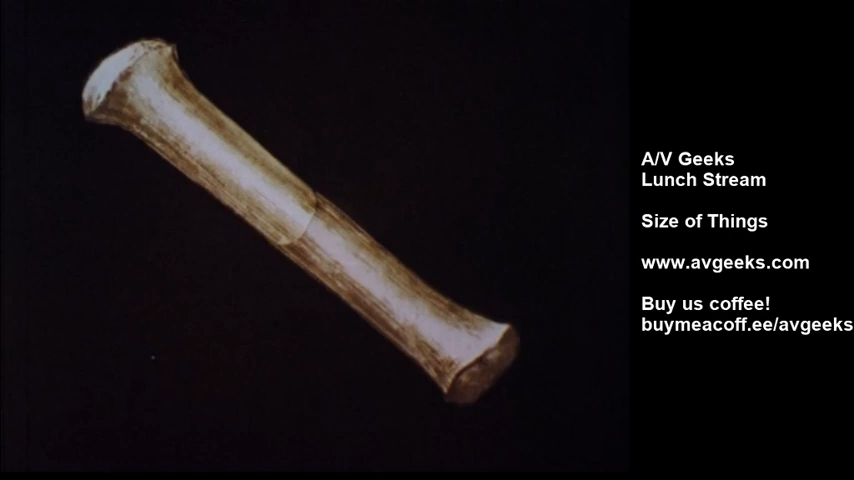 A/V Geeks
Lunch Stream
Size of Things
www.avgeeks.com
Buy us coffee!
buymeacoff.ee/avgeeks